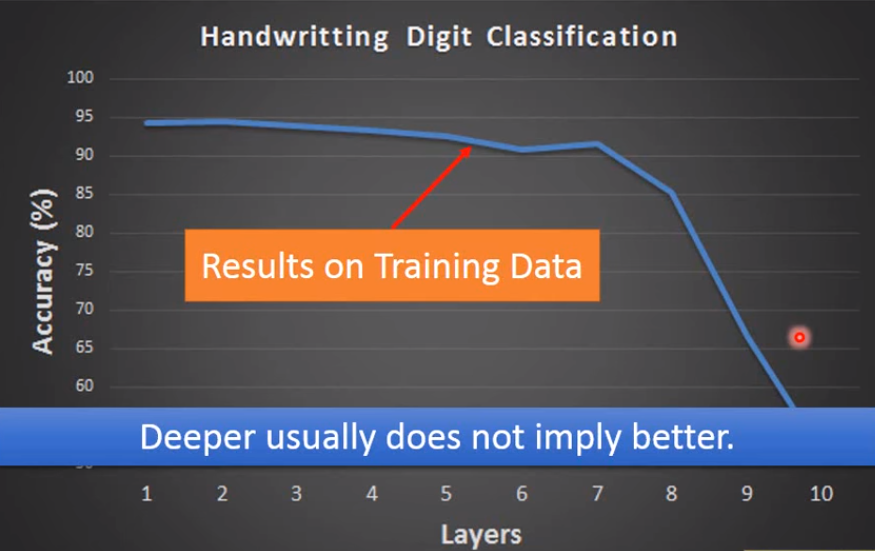 Handwritting Digit Classification
100
95
90
85
80
75
70
65
60
Accuracy (%)
Results on Training Data
Deeper usually does not imply better.
1 2 3 4 5 6 7 8 9 10
Layers